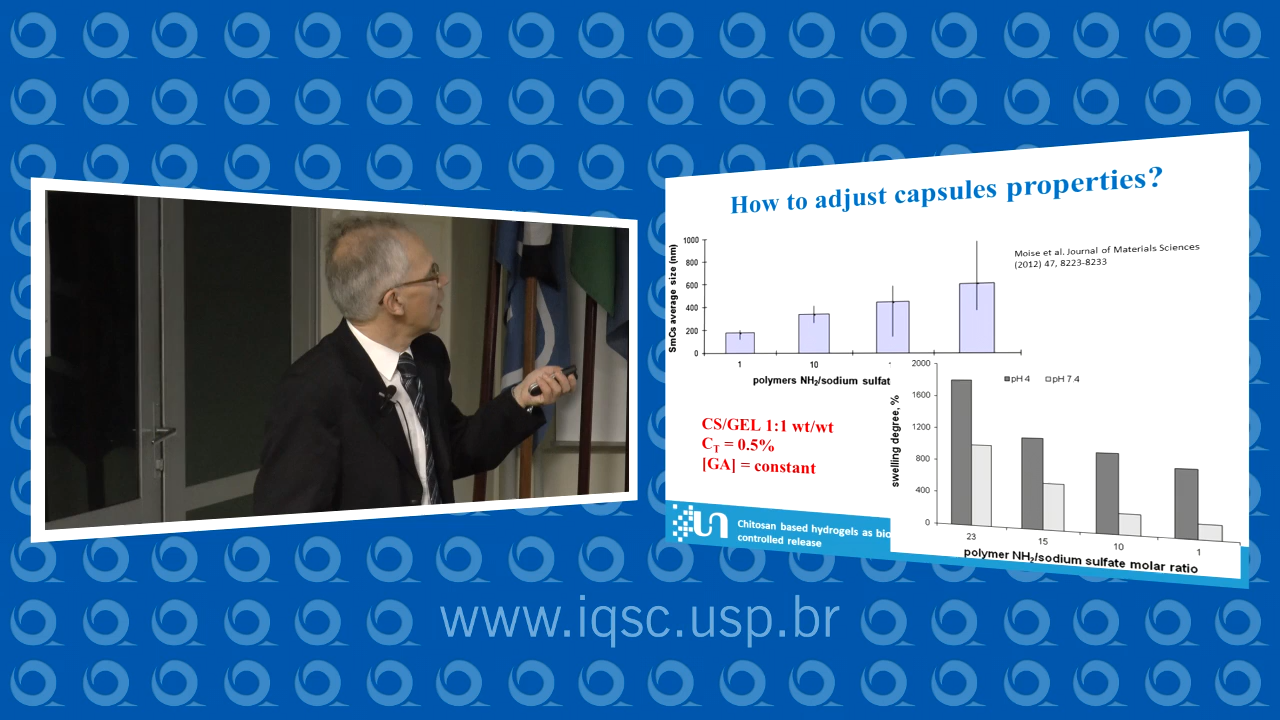 How to adjust capsules properties?
1000
800
600
400
200
0
SmCs average size (nm)
1
10
polymers NH2/sodium sulfat
Moise et al. Journal of Materials Sciences
(2012) 47, 8223-8233
CS/GEL 1:1 wt/wt
CT = 0.5%
[GA] = constant
2000
1600
1200
800
400
0
swelling degree, %
pH 4
pH 7.4
23
15
10
1
polymer NH2/sodium sulfate molar ratio
un
Chitosan based hydrogels as bio
controlled release
www.iqsc.usp.br